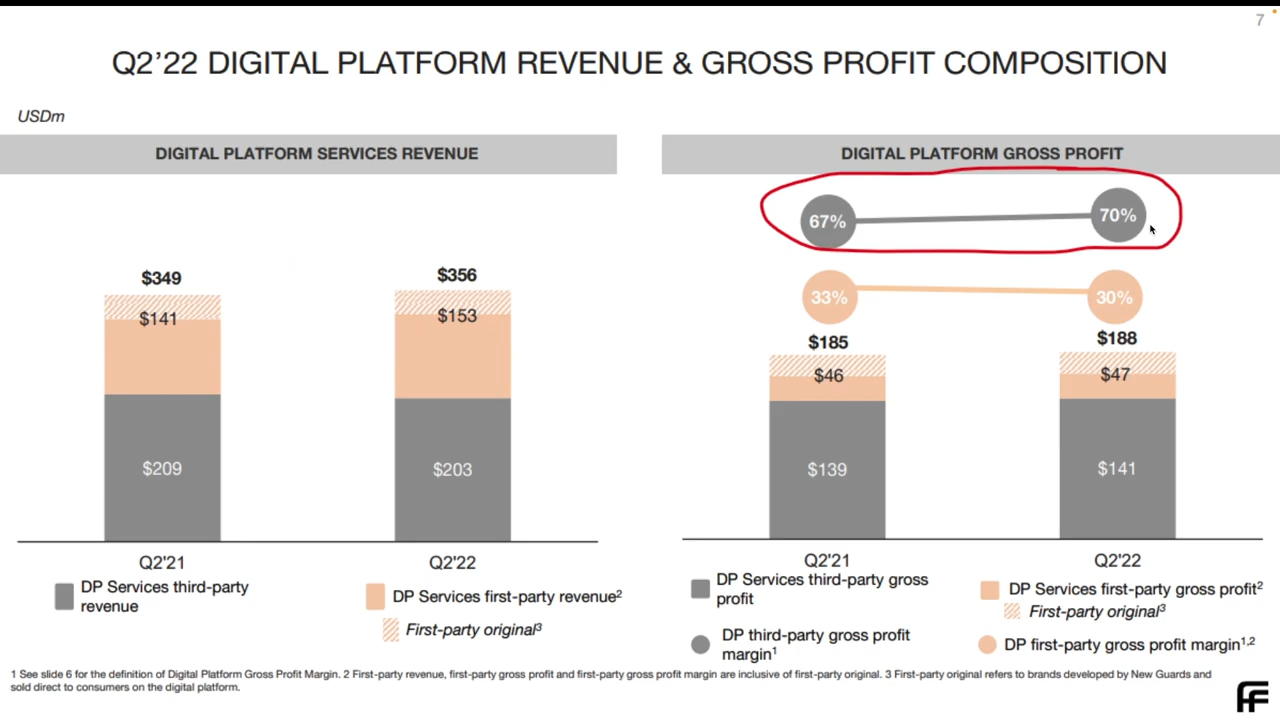 7
Q2’22 DIGITAL PLATFORM REVENUE & GROSS PROFIT COMPOSITION
USDm
DIGITAL PLATFORM SERVICES REVENUE
$349
$141
$209
Q2'21
$356
$153
$203
Q2'22
DP Services third-party
revenue
DP Services first-party revenue2
First-party original3
DIGITAL PLATFORM GROSS PROFIT
67%
70%
33%
30%
$185
$46
$139
Q2'21
$188
$47
$141
Q2'22
DP Services third-party gross
profit
DP Services first-party gross profit2
First-party original3
DP third-party gross profit
margin1
DP first-party gross profit margin1,2
1 See slide 6 for the definition of Digital Platform Gross Profit Margin. 2 First-party revenue, first-party gross profit and first-party gross profit margin are inclusive of first-party original. 3 First-party original refers to brands developed by New Guards and
sold direct to consumers on the digital platform.